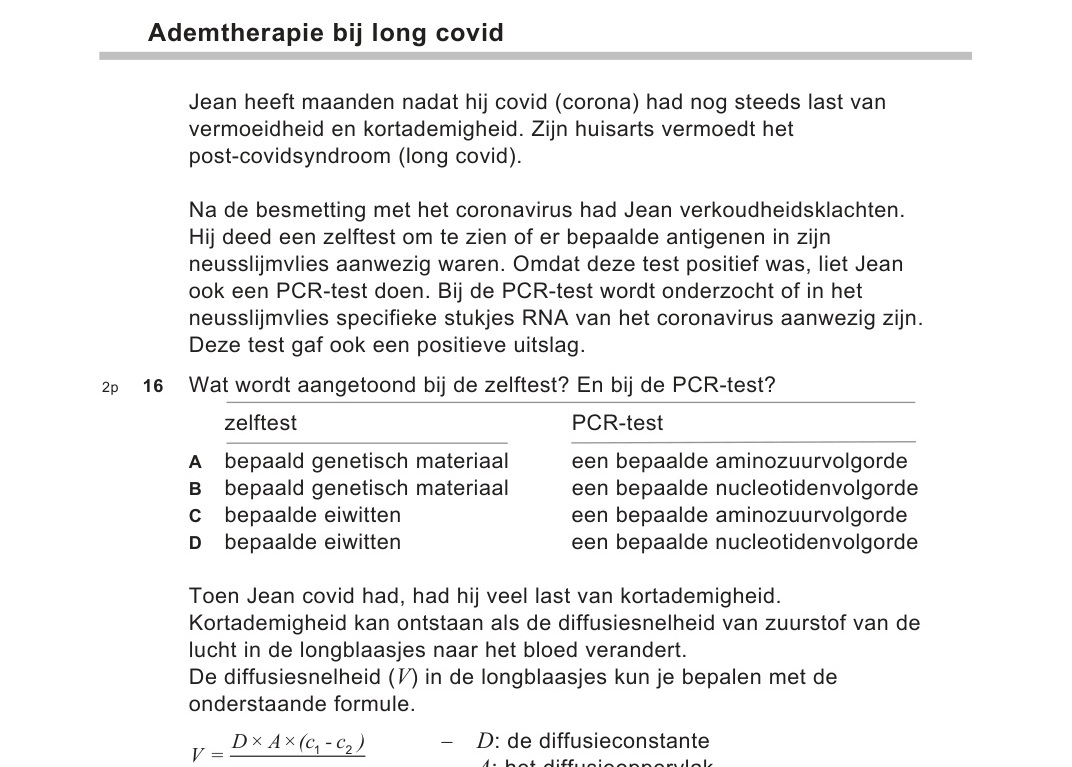 Ademtherapie bij long covid
Jean heeft maanden nadat hij covid (corona) had nog steeds last van
vermoeidheid en kortademigheid. Zijn huisarts vermoedt het
post-covidsyndroom (long covid).
Na de besmetting met het coronavirus had Jean verkoudheidsklachten.
Hij deed een zelftest om te zien of er bepaalde antigenen in zijn
neusslijmvlies aanwezig waren. Omdat deze test positief was, liet Jean
ook een PCR-test doen. Bij de PCR-test wordt onderzocht of in het
neusslijmvlies specifieke stukjes RNA van het coronavirus aanwezig zijn.
Deze test gaf ook een positieve uitslag.
2p 16 Wat wordt aangetoond bij de zelftest? En bij de PCR-test?
zelftest PCR-test
A bepaald genetisch materiaal een bepaalde aminozuurvolgorde
B bepaald genetisch materiaal een bepaalde nucleotidenvolgorde
C bepaalde eiwitten een bepaalde aminozuurvolgorde
D bepaalde eiwitten een bepaalde nucleotidenvolgorde
Toen Jean covid had, had hij veel last van kortademigheid.
Kortademigheid kan ontstaan als de diffusiesnelheid van zuurstof van de
lucht in de longblaasjes naar het bloed verandert.
De diffusiesnelheid (V) in de longblaasjes kun je bepalen met de
onderstaande formule.
V = D × A × (c₁ - c₂) – D: de diffusieconstante
A: het diffusieoppervlak